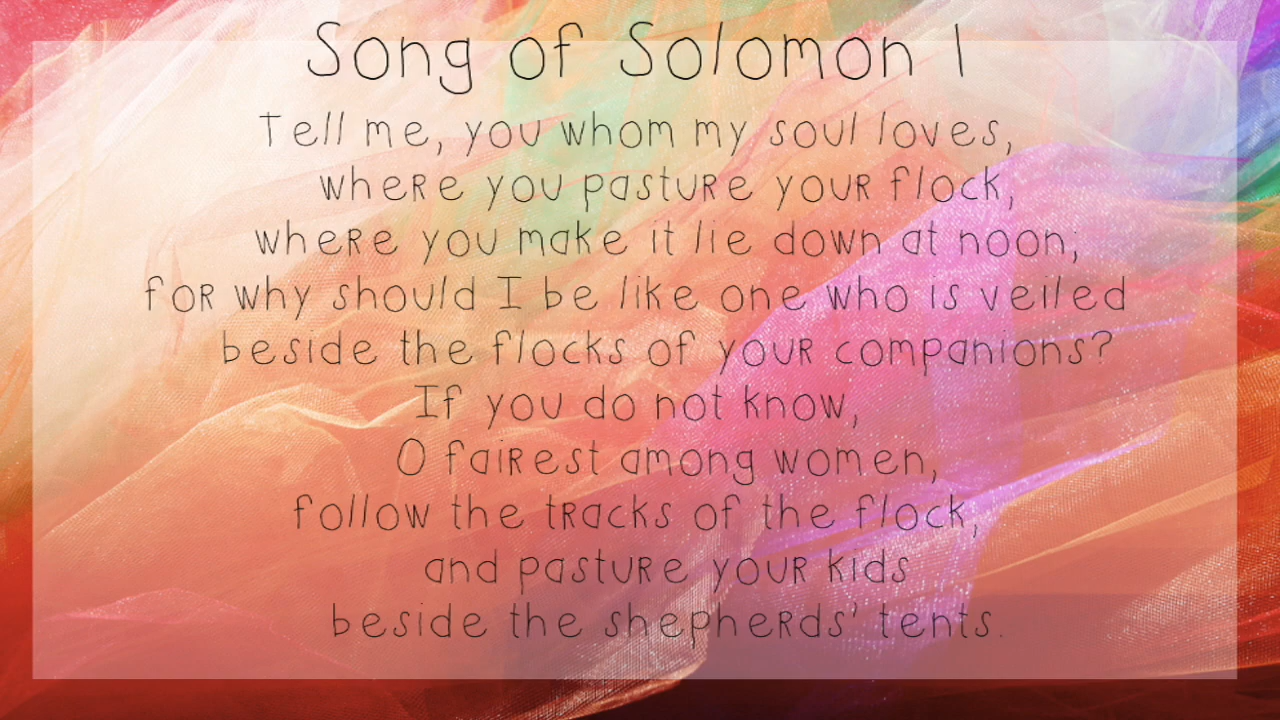 Song of Solomon 1
Tell me, you whom my soul loves,
where you pasture your flock,
where you make it lie down at noon;
for why should I be like one who is veiled
beside the flocks of your companions?
If you do not know,
O fairest among women,
follow the tracks of the flock,
and pasture your kids
beside the shepherds' tents.